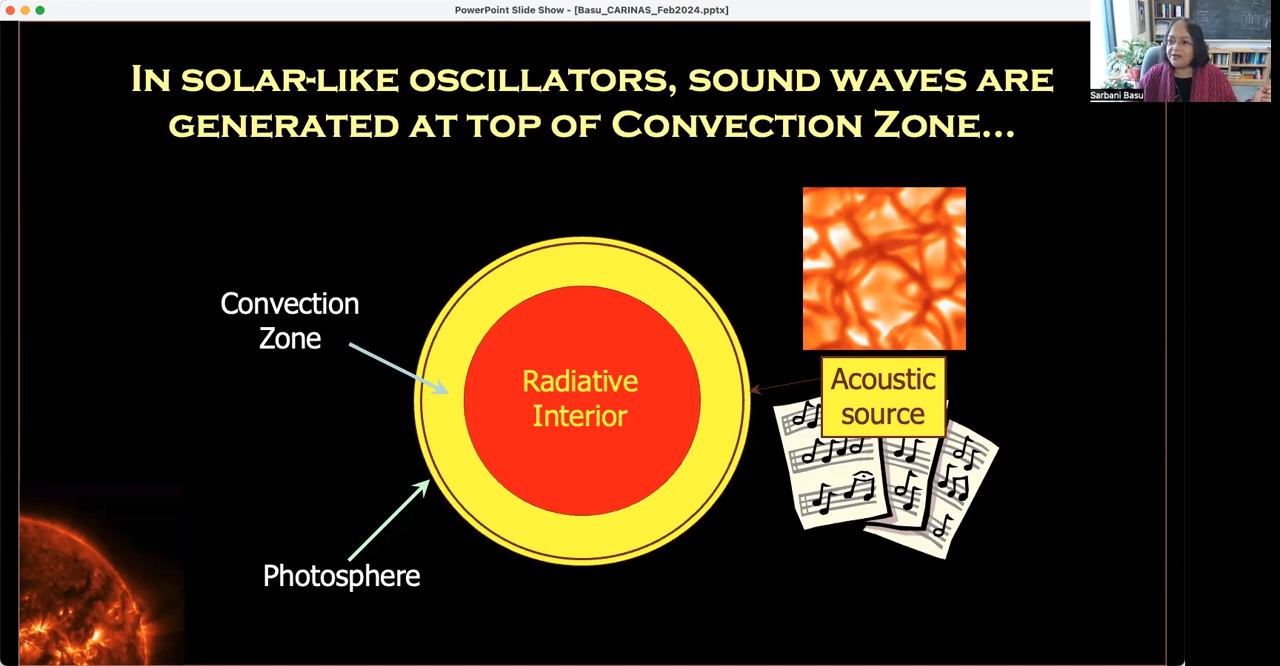 PowerPoint Slide Show - [Basu_CARINAS_Feb2024.pptx]
Sarbani Basu
In solar-like oscillators, sound waves are
generated at top of Convection Zone...
Convection
Zone
Radiative
Interior
Acoustic
source
Photosphere